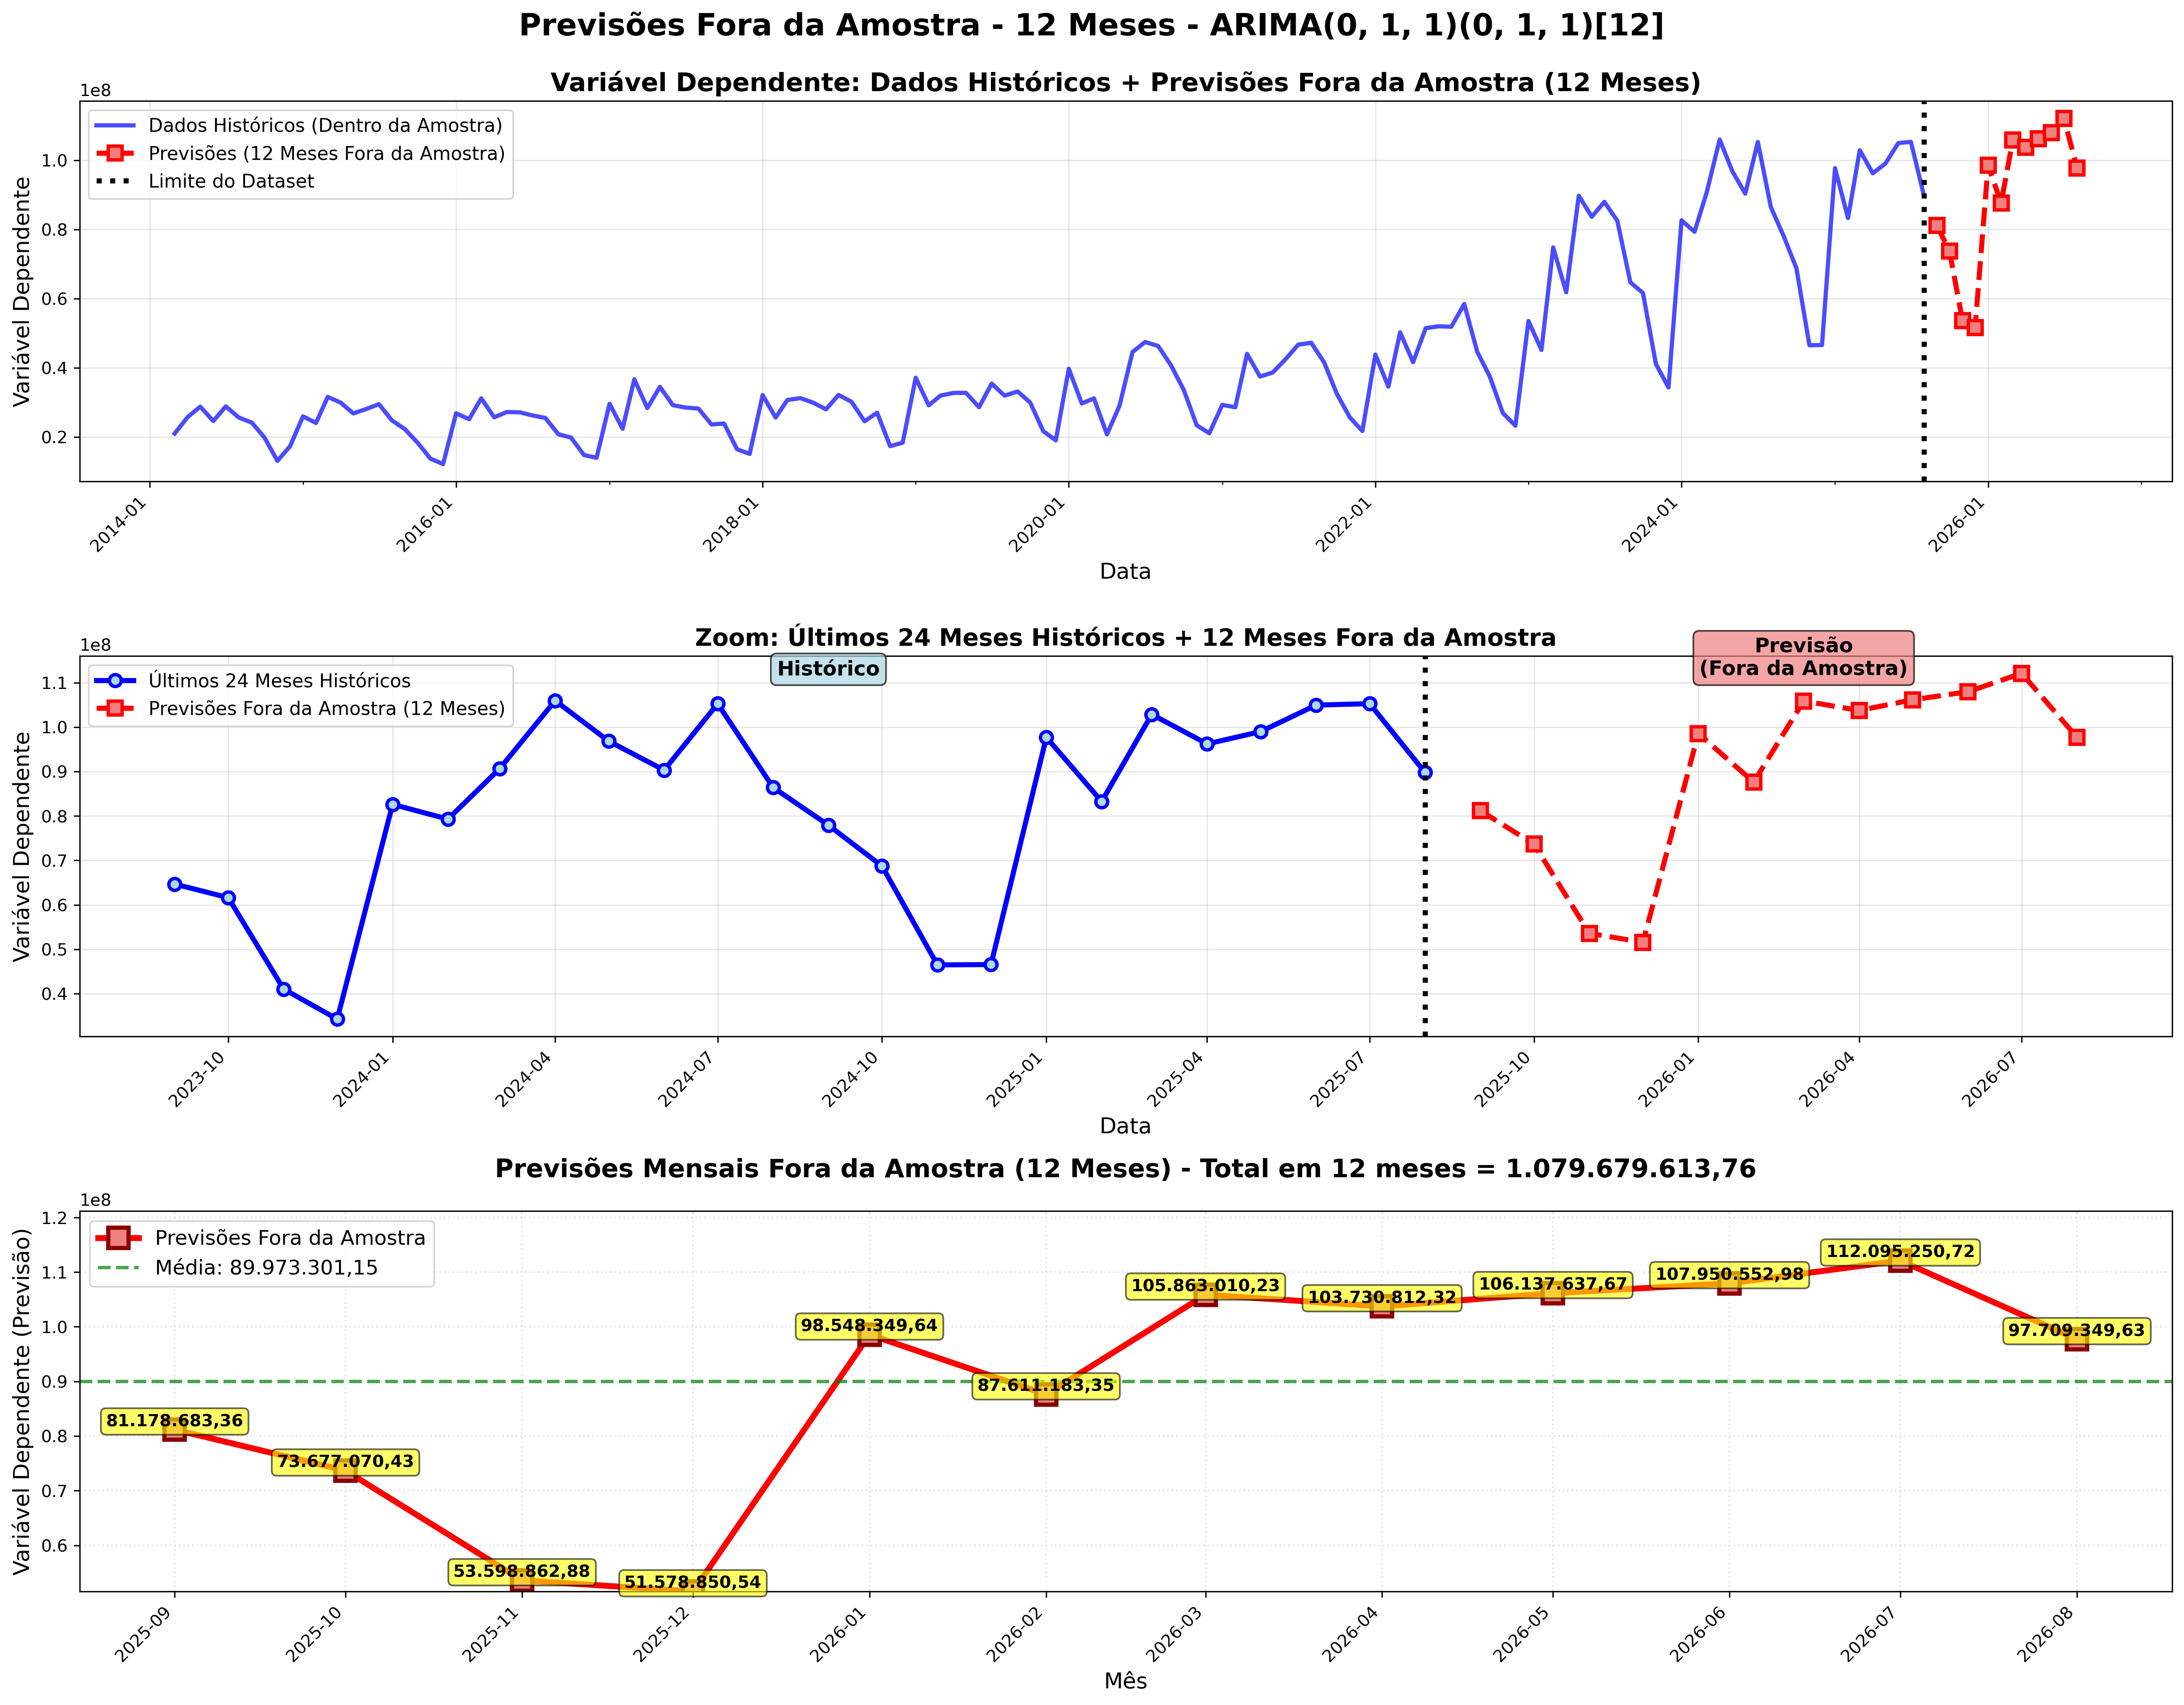 Previsões Fora da Amostra - 12 Meses - ARIMA(0, 1, 1)(0, 1, 1)[12]
Variável Dependente: Dados Históricos + Previsões Fora da Amostra (12 Meses)
1e8
Dados Históricos (Dentro da Amostra)
Previsões (12 Meses Fora da Amostra)
Limite do Dataset
Variável Dependente
1.0
0.8
0.6
0.4
0.2
2014-01
2016-01
2018-01
2020-01
2022-01
2024-01
2026-01
Data
Zoom: Últimos 24 Meses Históricos + 12 Meses Fora da Amostra
1e8
Últimos 24 Meses Históricos
Previsões Fora da Amostra (12 Meses)
Histórico
Previsão
(Fora da Amostra)
Variável Dependente
1.1
1.0
0.9
0.8
0.7
0.6
0.5
0.4
2023-10
2024-01
2024-04
2024-07
2024-10
2025-01
2025-04
2025-07
2025-10
2026-01
2026-04
2026-07
Data
Previsões Mensais Fora da Amostra (12 Meses) - Total em 12 meses = 1.079.679.613,76
1e8
Previsões Fora da Amostra
Média: 89.973.301,15
Variável Dependente (Previsão)
1.2
1.1
1.0
0.9
0.8
0.7
0.6
81.178.683,36
73.677.070,43
53.598.862,88
51.578.850,54
98.548.349,64
87.611.183,35
105.863.010,23
103.730.812,32
106.137.637,67
107.950.552,98
112.095.250,72
97.709.349,63
2025-09
2025-10
2025-11
2025-12
2026-01
2026-02
2026-03
2026-04
2026-05
2026-06
2026-07
2026-08
Mês